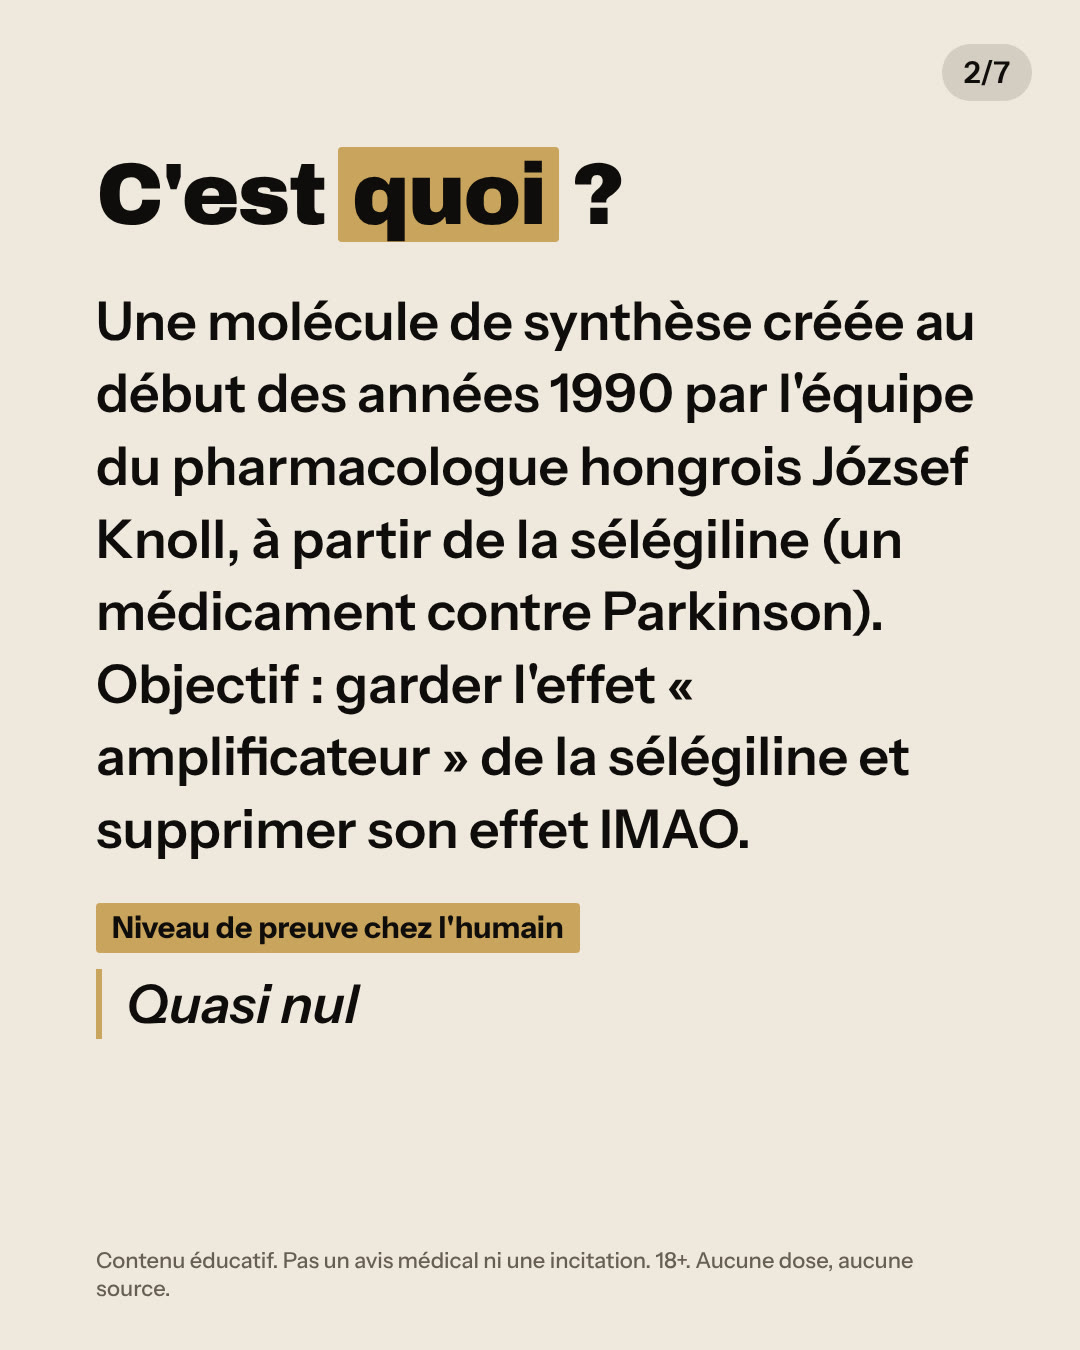 2/7
C'est quoi ?
Une molécule de synthèse créée au
début des années 1990 par l'équipe
du pharmacologue hongrois József
Knoll, à partir de la sélégiline (un
médicament contre Parkinson).
Objectif : garder l'effet «
amplificateur » de la sélégiline et
supprimer son effet IMAO.
Niveau de preuve chez l'humain
Quasi nul
Contenu éducatif. Pas un avis médical ni une incitation. 18+. Aucune dose, aucune
source.